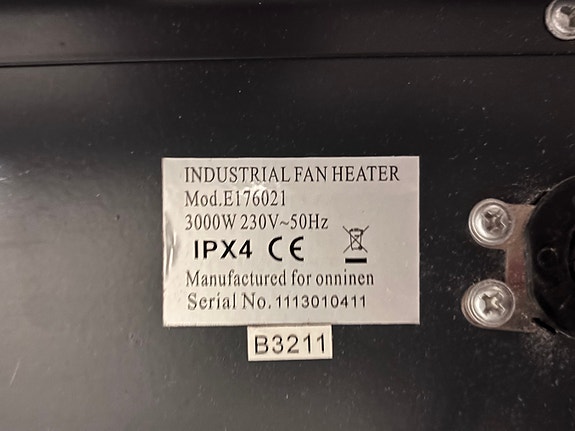 INDUSTRIAL FAN HEATER
Mod.E176021
3000W 230V~50Hz
IPX4 CE
Manufactured for onninen
Serial No. 1113010411
B3211